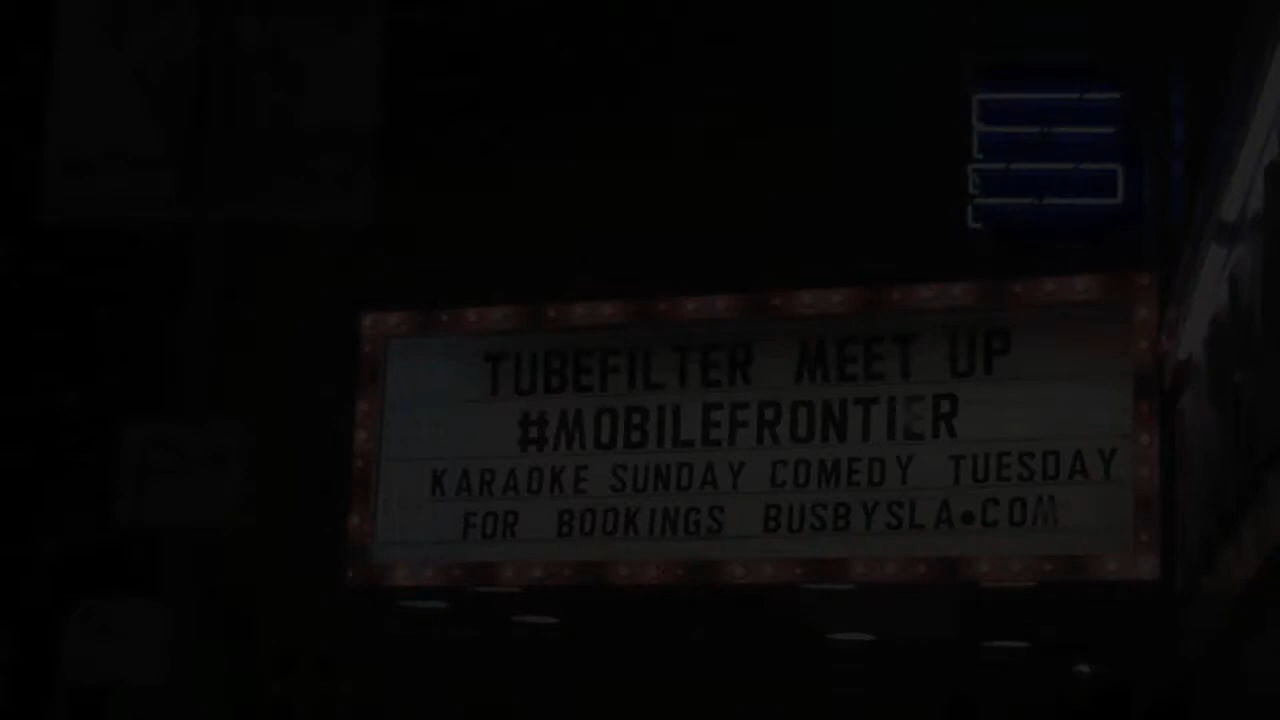 TUBEFILTER MEET UP
#MOBILEFRONTIER
KARAOKE SUNDAY COMEDY TUESDAY
FOR BOOKINGS BUSBYSLA.COM